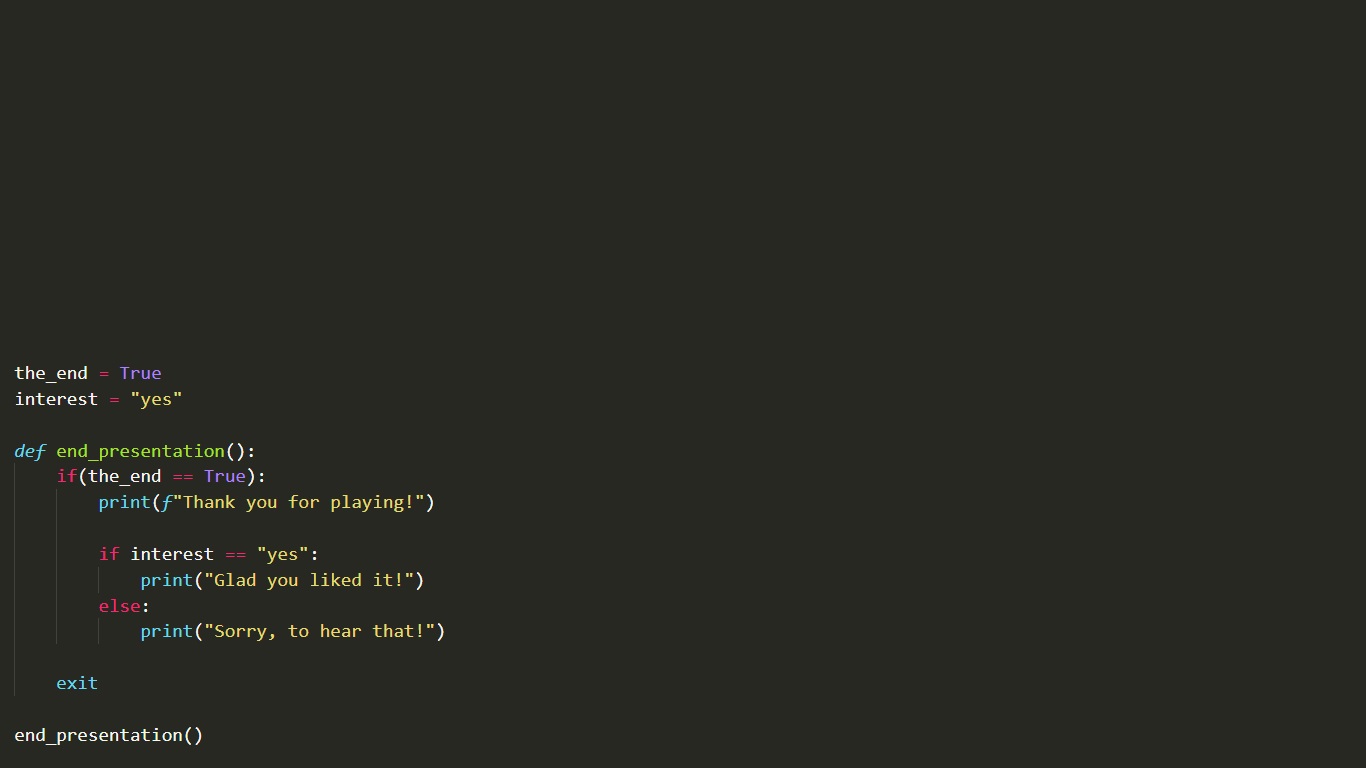 the_end = True
interest = "yes"
def end_presentation():
if(the_end == True):
print(f"Thank you for playing!")
if interest == "yes":
print("Glad you liked it!")
else:
print("Sorry, to hear that!")
exit
end_presentation()